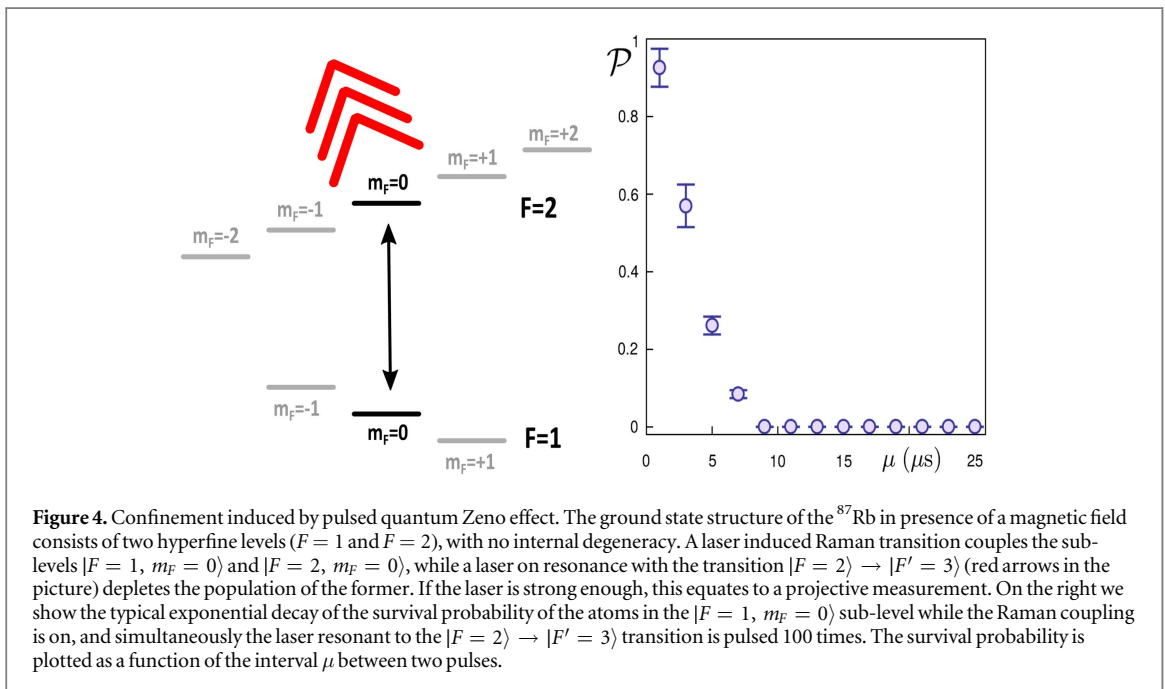 m_F=+2
m_F=+1
m_F=0
F=2
m_F=-1
m_F=-2
m_F=-1
m_F=0
F=1
m_F=+1
𝒫
1
0.8
0.6
0.4
0.2
0
0
5
10
15
μ (μs)
25
Figure 4. Confinement induced by pulsed quantum Zeno effect. The ground state structure of the ⁸⁷Rb in presence of a magnetic field
consists of two hyperfine levels (F = 1 and F = 2), with no internal degeneracy. A laser induced Raman transition couples the sub-
levels |F = 1, m_F = 0⟩ and |F = 2, m_F = 0⟩, while a laser on resonance with the transition |F = 2⟩ → |F′ = 3⟩ (red arrows in the
picture) depletes the population of the former. If the laser is strong enough, this equates to a projective measurement. On the right we
show the typical exponential decay of the survival probability of the atoms in the |F = 1, m_F = 0⟩ sub-level while the Raman coupling
is on, and simultaneously the laser resonant to the |F = 2⟩ → |F′ = 3⟩ transition is pulsed 100 times. The survival probability is
plotted as a function of the interval μ between two pulses.